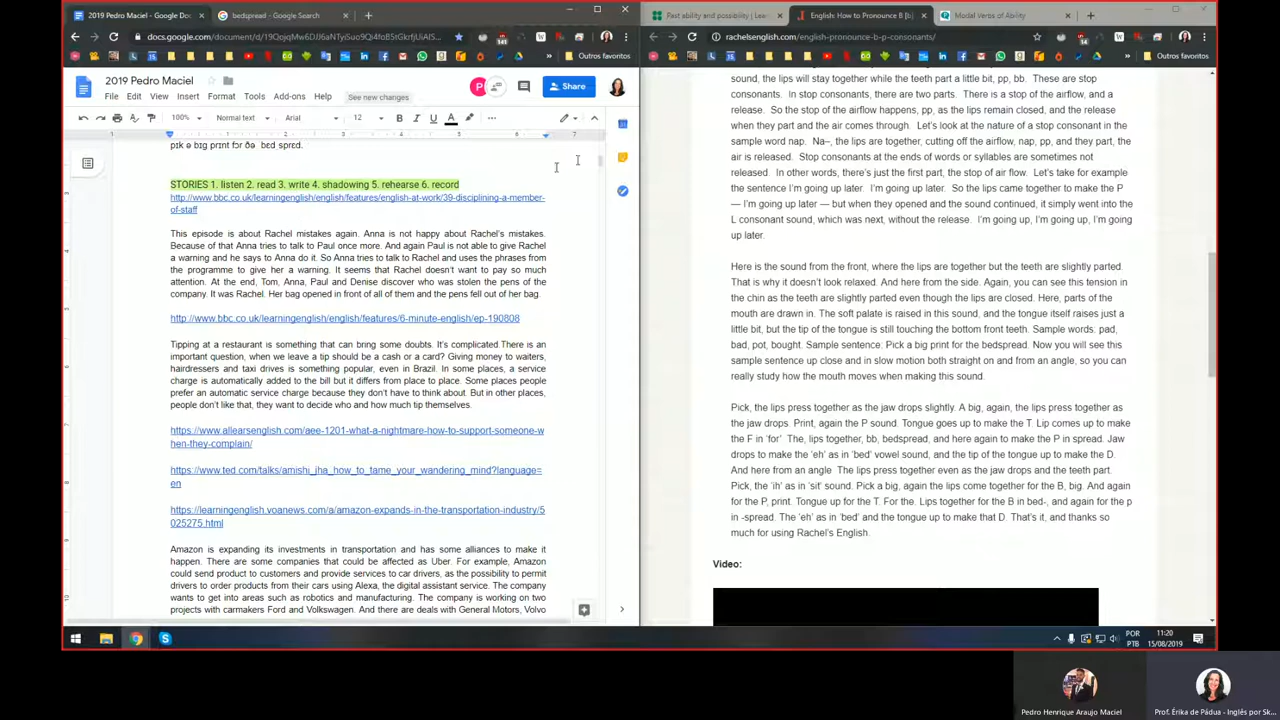 2019 Pedro Maciel - Google Doc
bedspread - Google Search
docs.google.com/document/d/
2019 Pedro Maciel
File Edit View Insert Format Tools Add-ons Help
See new changes
Share
100%
Normal text
Arial
12
pɪk ə bɪg prɪnt fɔr ðə bɛd sprɛd.
STORIES 1. listen 2. read 3. write 4. shadowing 5. rehearse 6. record
http://www.bbc.co.uk/learningenglish/english/features/english-at-work/39-disciplining-a-member-
of-staff
This episode is about Rachel mistakes again. Anna is not happy about Rachel's mistakes.
Because of that Anna tries to talk to Paul once more. And again Paul is not able to give Rachel
a warning and he says to Anna do it. So Anna tries to talk to Rachel and uses the phrases from
the programme to give her a warning. It seems that Rachel doesn't want to pay so much
attention. At the end, Tom, Anna, Paul and Denise discover who was stolen the pens of the
company. It was Rachel. Her bag opened in front of all of them and the pens fell out of her bag.
http://www.bbc.co.uk/learningenglish/english/features/6-minute-english/ep-190808
Tipping at a restaurant is something that can bring some doubts. It's complicated There is an
important question, when we leave a tip should be a cash or a card? Giving money to waiters,
hairdressers and taxi drives is something popular, even in Brazil. In some places, a service
charge is automatically added to the bill but it differs from place to place. Some places people
prefer an automatic service charge because they don't have to think about. But in other places,
people don't like that, they want to decide who and how much tip themselves.
https://www.allearsenglish.com/aee-1201-what-a-nightmare-how-to-support-someone-w
hen-they-complain/
https://www.ted.com/talks/amishi_jha_how_to_tame_your_wandering_mind?language=
en
https://learningenglish.voanews.com/a/amazon-expands-in-the-transportation-industry/5
025275.html
Amazon is expanding its investments in transportation and has some alliances to make it
happen. There are some companies that could be affected as Uber. For example, Amazon
could send product to customers and provide services to car drivers, as the possibility to permit
drivers to order products from their cars using Alexa, the digital assistant service. The company
wants to get into areas such as robotics and manufacturing. The company is working on two
projects with carmakers Ford and Volkswagen. And there are deals with General Motors, Volvo
Outros favoritos
Past ability and possibility | Lear
English: How to Pronounce B [b]
Modal Verbs of Ability
rachelsenglish.com/english-pronounce-b-p-consonants/
Outros favoritos
sound, the lips will stay together while the teeth part a little bit, pp, bb. These are stop
consonants. In stop consonants, there are two parts. There is a stop of the airflow, and a
release. So the stop of the airflow happens, pp, as the lips remain closed, and the release
when they part and the air comes through. Let's look at the nature of a stop consonant in the
sample word nap. Na–, the lips are together, cutting off the airflow, nap, pp, and they part, the
air is released. Stop consonants at the ends of words or syllables are sometimes not
released. In other words, there's just the first part, the stop of air flow. Let's take for example
the sentence I'm going up later. I'm going up later. So the lips came together to make the P
— I'm going up later — but when they opened and the sound continued, it simply went into the
L consonant sound, which was next, without the release. I'm going up, I'm going up, I'm going
up later.
Here is the sound from the front, where the lips are together but the teeth are slightly parted.
That is why it doesn't look relaxed. And here from the side. Again, you can see this tension in
the chin as the teeth are slightly parted even though the lips are closed. Here, parts of the
mouth are drawn in. The soft palate is raised in this sound, and the tongue itself raises just a
little bit, but the tip of the tongue is still touching the bottom front teeth. Sample words: pad,
bad, pot, bought. Sample sentence: Pick a big print for the bedspread. Now you will see this
sample sentence up close and in slow motion both straight on and from an angle, so you can
really study how the mouth moves when making this sound.
Pick, the lips press together as the jaw drops slightly. A big, again, the lips press together as
the jaw drops. Print, again the P sound. Tongue goes up to make the T. Lip comes up to make
the F in 'for' The, lips together, bb, bedspread, and here again to make the P in spread. Jaw
drops to make the 'eh' as in 'bed' vowel sound, and the tip of the tongue up to make the D.
And here from an angle The lips press together even as the jaw drops and the teeth part.
Pick, the 'ih' as in 'sit' sound. Pick a big, again the lips come together for the B, big. And again
for the P, print. Tongue up for the T. For the. Lips together for the B in bed-, and again for the p
in -spread. The 'eh' as in 'bed' and the tongue up to make that D. That's it, and thanks so
much for using Rachel's English.
Video:
POR
PTB
11:20
15/08/2019
Pedro Henrique Araujo Maciel
Prof. Érika de Pádua - Inglês por Sk...